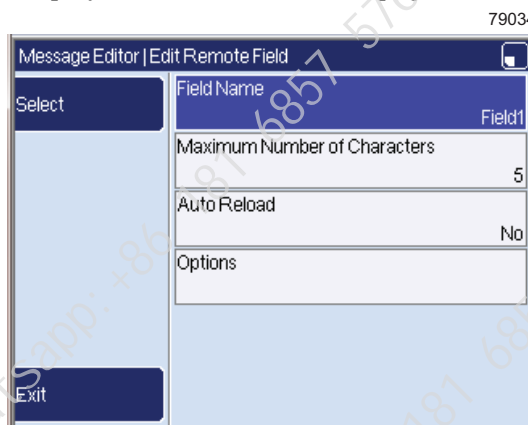 79034
Message Editor | Edit Remote Field
Select
Field Name
Field1
Maximum Number of Characters
5
Auto Reload
No
Options
Exit